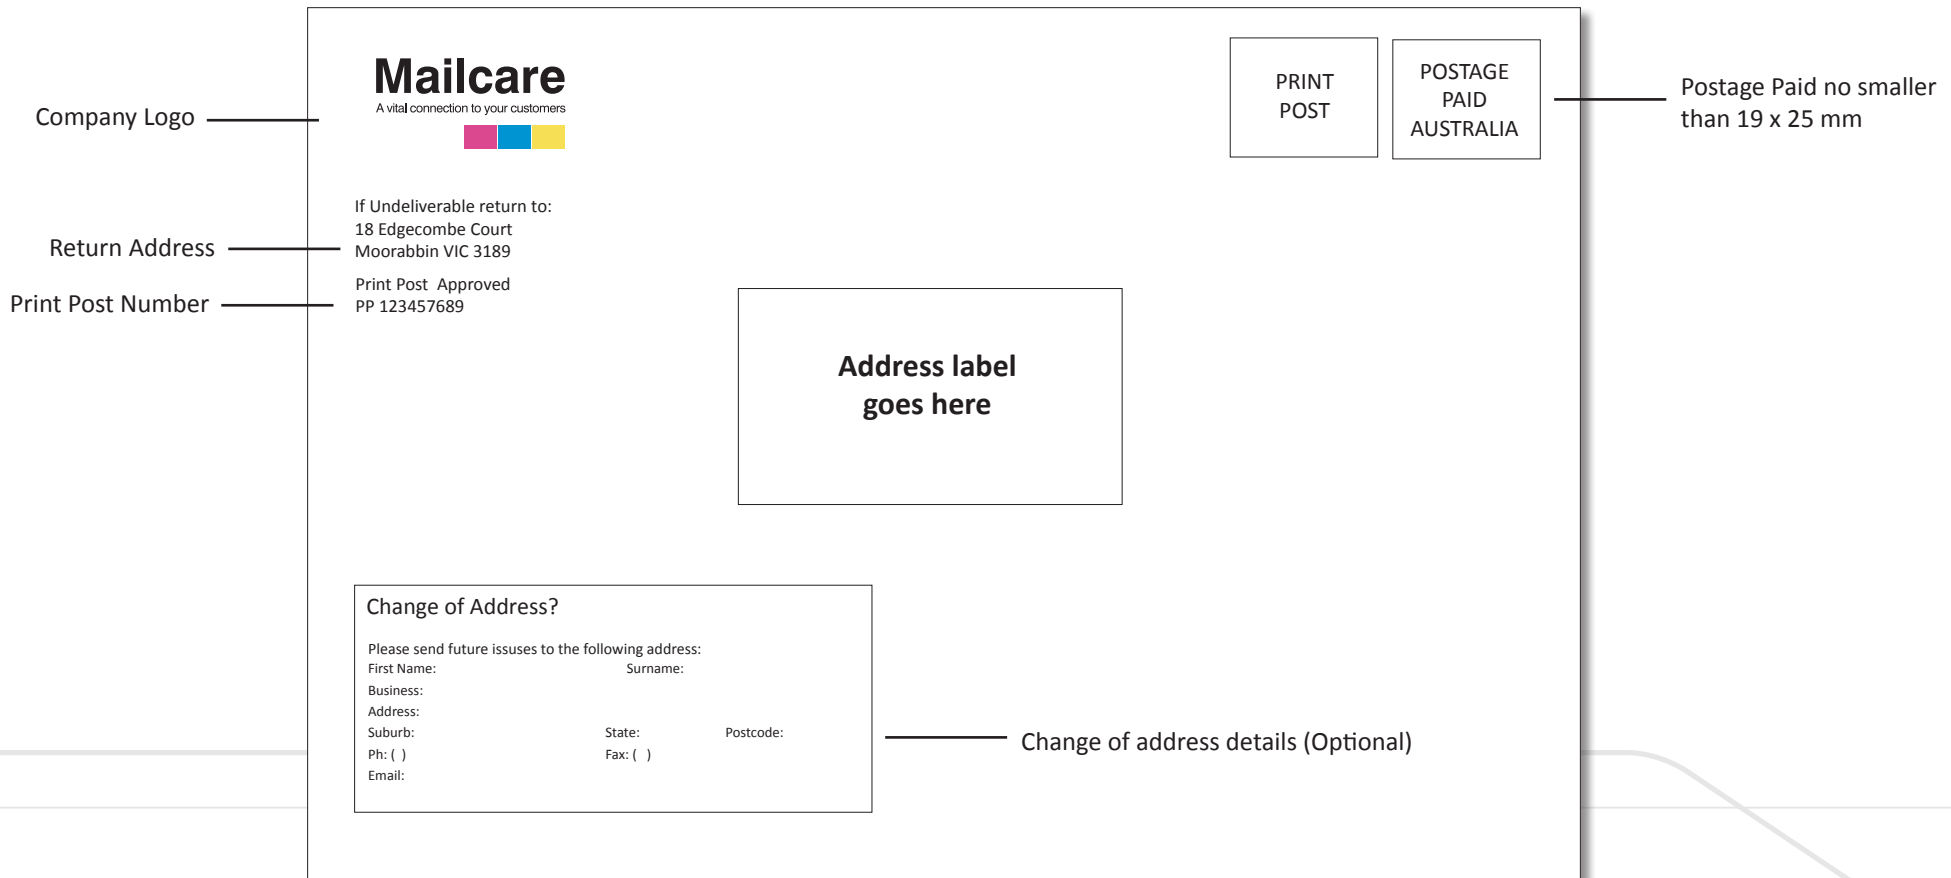 Mailcare
A vital connection to your customers
PRINT
POST
POSTAGE
PAID
AUSTRALIA
Postage Paid no smaller
than 19 x 25 mm
Company Logo
If Undeliverable return to:
18 Edgecombe Court
Moorabbin VIC 3189
Return Address
Print Post  Approved
PP 123457689
Print Post Number
Address label
goes here
Change of Address?
Please send future issuses to the following address:
First Name: Surname:
Business:
Address:
Suburb: State: Postcode:
Ph: ( ) Fax: (  )
Email:
Change of address details (Optional)